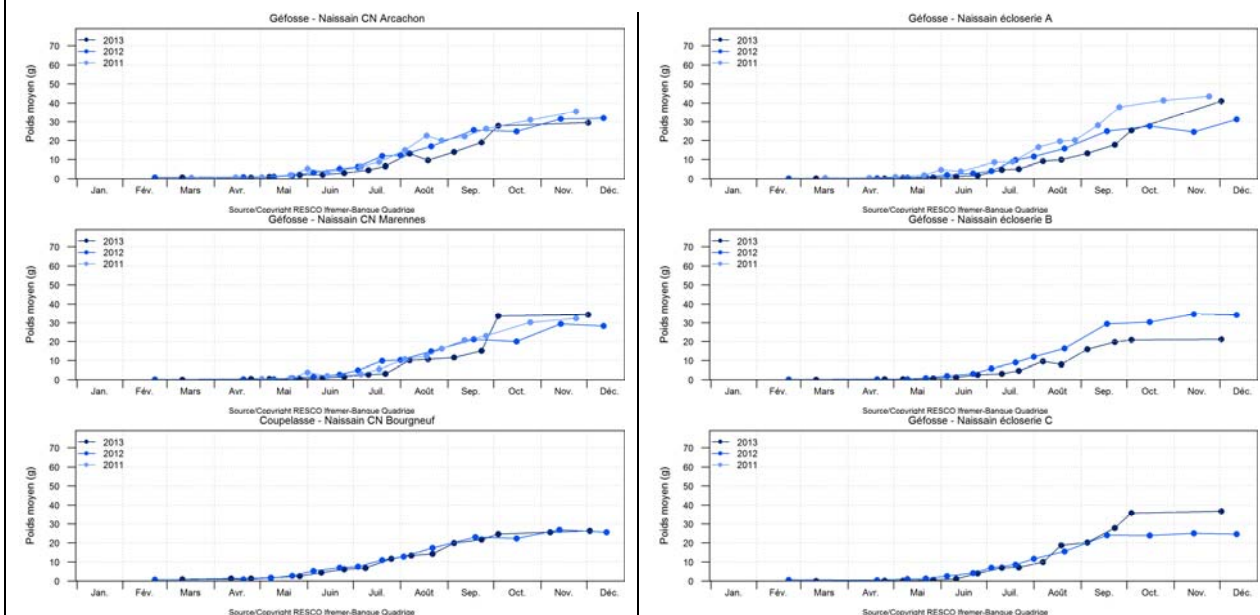 Géfosse - Naissain CN Arcachon
Poids moyen (g)
70
60
50
40
30
20
10
0
2013
2012
2011
Jan. Fév. Mars Avr. Mai Juin Juil. Août Sep. Oct. Nov. Déc.
Source/Copyright RESCO Ifremer-Banque Quadrige
Géfosse - Naissain CN Marennes
Poids moyen (g)
70
60
50
40
30
20
10
0
2013
2012
2011
Jan. Fév. Mars Avr. Mai Juin Juil. Août Sep. Oct. Nov. Déc.
Source/Copyright RESCO Ifremer-Banque Quadrige
Coupelasse - Naissain CN Bourgneuf
Poids moyen (g)
70
60
50
40
30
20
10
0
2013
2012
2011
Jan. Fév. Mars Avr. Mai Juin Juil. Août Sep. Oct. Nov. Déc.
Source/Copyright RESCO Ifremer-Banque Quadrige
Géfosse - Naissain écloserie A
Poids moyen (g)
70
60
50
40
30
20
10
0
2013
2012
2011
Jan. Fév. Mars Avr. Mai Juin Juil. Août Sep. Oct. Nov. Déc.
Source/Copyright RESCO Ifremer-Banque Quadrige
Géfosse - Naissain écloserie B
Poids moyen (g)
70
60
50
40
30
20
10
0
2013
2012
2011
Jan. Fév. Mars Avr. Mai Juin Juil. Août Sep. Oct. Nov. Déc.
Source/Copyright RESCO Ifremer-Banque Quadrige
Géfosse - Naissain écloserie C
Poids moyen (g)
70
60
50
40
30
20
10
0
2013
2012
2011
Jan. Fév. Mars Avr. Mai Juin Juil. Août Sep. Oct. Nov. Déc.
Source/Copyright RESCO Ifremer-Banque Quadrige